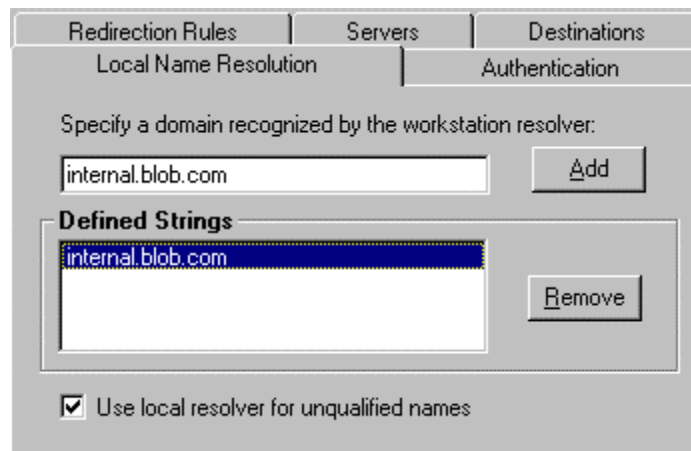 Redirection Rules Servers Destinations
Local Name Resolution Authentication
Specify a domain recognized by the workstation resolver:
internal.blob.com Add
Defined Strings
internal.blob.com
Remove
Use local resolver for unqualified names